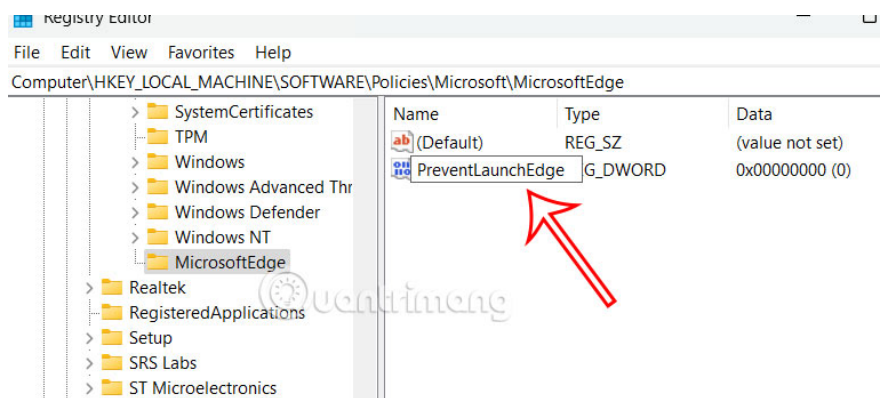 Registry Editor
File Edit View Favorites Help
Computer\HKEY_LOCAL_MACHINE\SOFTWARE\Policies\Microsoft\MicrosoftEdge
SystemCertificates
TPM
Windows
Windows Advanced Thr
Windows Defender
Windows NT
MicrosoftEdge
Realtek
RegisteredApplications
Setup
SRS Labs
ST Microelectronics
Name Type Data
ab (Default) REG_SZ (value not set)
PreventLaunchEdge G_DWORD 0x00000000 (0)
Quantrimang